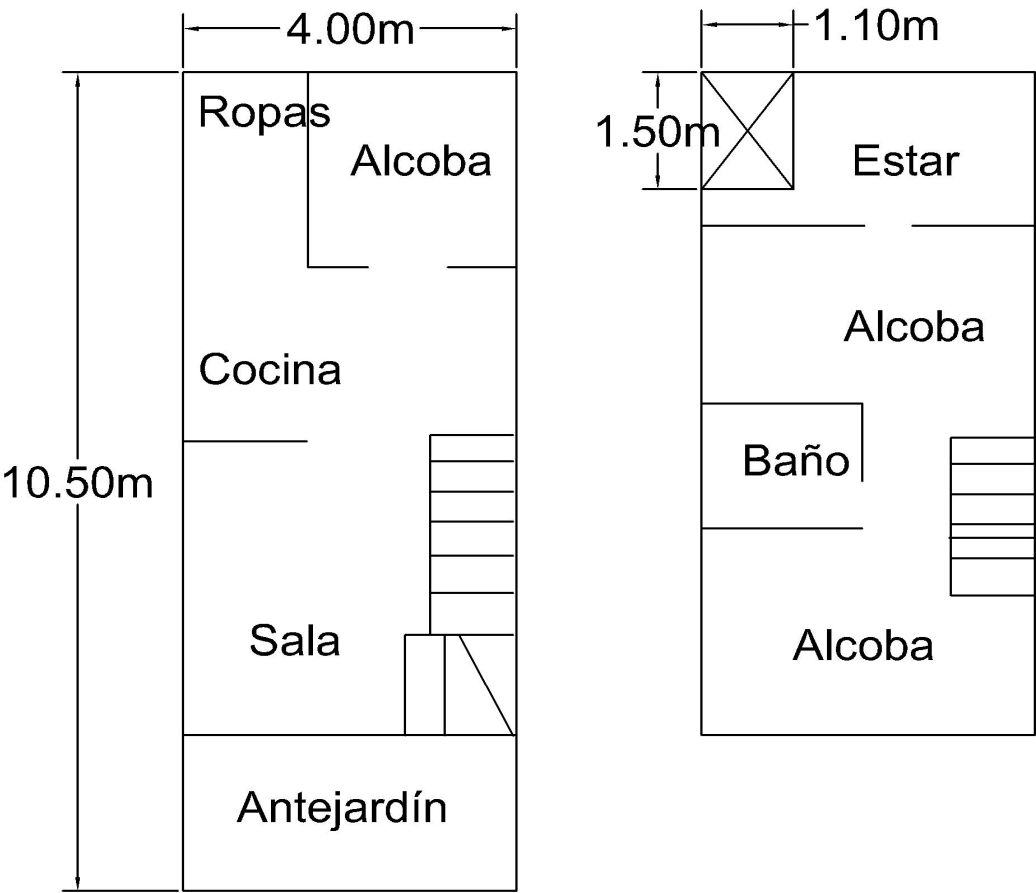 4.00m
Ropas
Alcoba
Cocina
10.50m
Sala
Antejardín
1.10m
1.50m
Estar
Alcoba
Baño
Alcoba